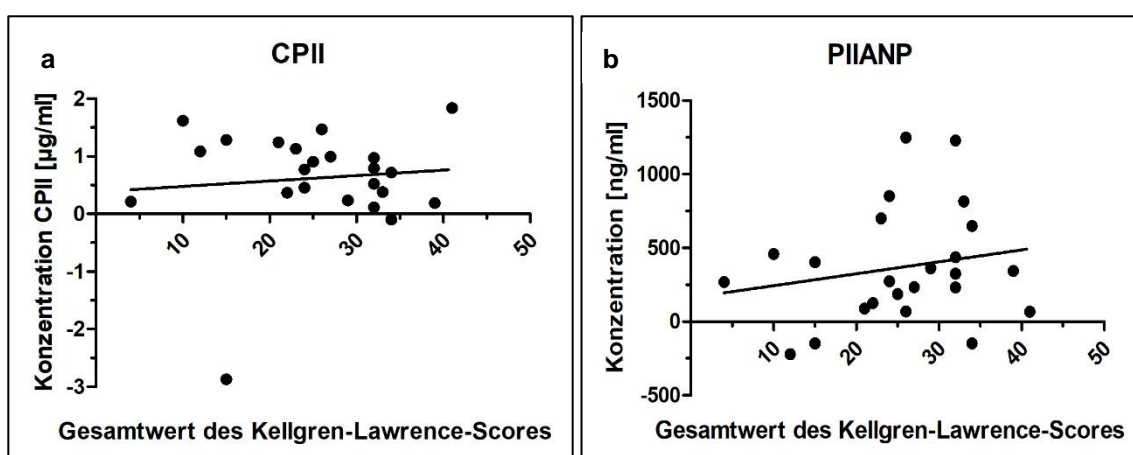 a
CPII
Konzentration CPII [µg/ml]
2
1
0
-1
-2
-3
10
20
30
40
50
Gesamtwert des Kellgren-Lawrence-Scores
b
PIIANP
Konzentration [ng/ml]
1500
1000
500
0
-500
10
20
30
40
50
Gesamtwert des Kellgren-Lawrence-Scores